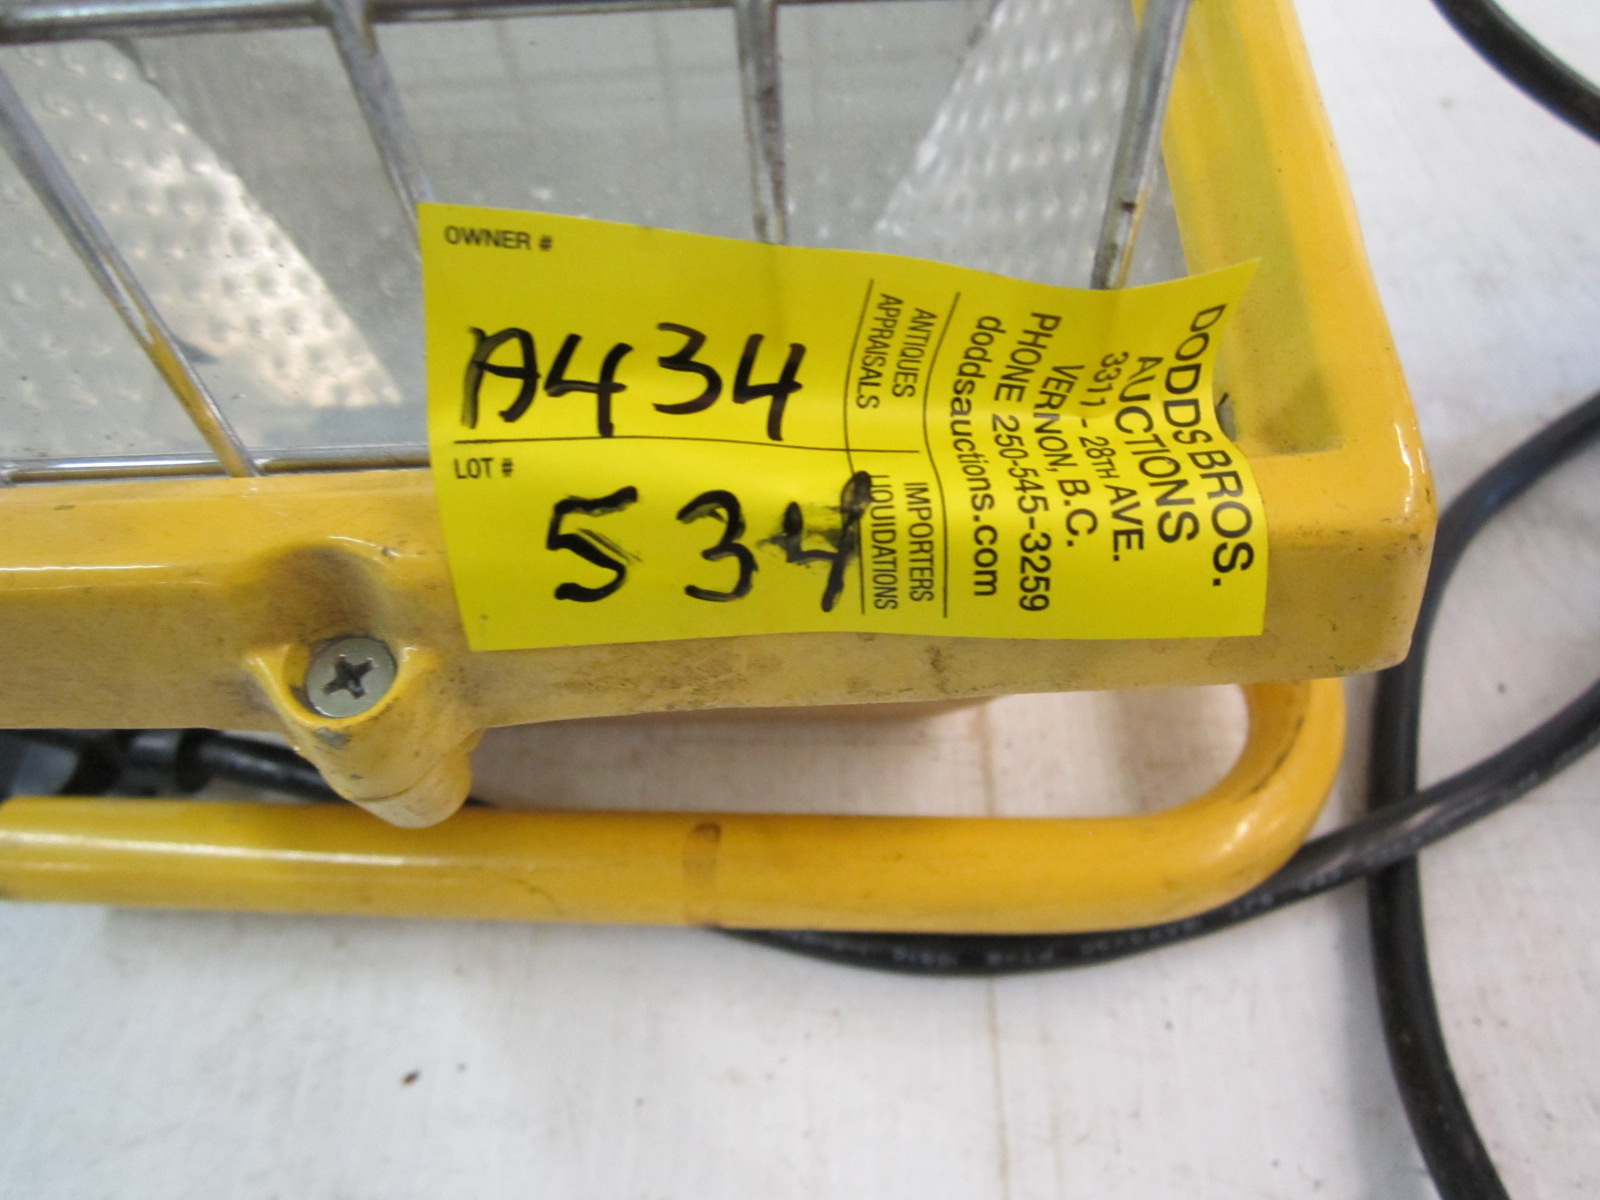 OWNER #
A434
LOT #
534
DODDS BROS.
AUCTIONS
3311 - 28TH AVE.
VERNON, B.C.
PHONE 250-545-3259
doddsauctions.com
ANTIQUES
APPRAISALS
IMPORTERS
LIQUIDATIONS